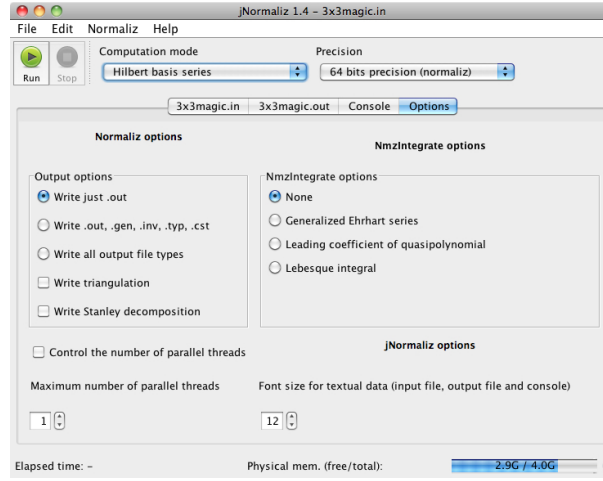 jNormaliz 1.4 – 3x3magic.in
File Edit Normaliz Help
Computation mode Precision
Run Stop Hilbert basis series 64 bits precision (normaliz)
3x3magic.in 3x3magic.out Console Options
Normaliz options NmzIntegrate options
Output options NmzIntegrate options
Write just .out None
Write .out, .gen, .inv, .typ, .cst Generalized Ehrhart series
Write all output file types Leading coefficient of quasipolynomial
Write triangulation Lebesque integral
Write Stanley decomposition
Control the number of parallel threads jNormaliz options
Maximum number of parallel threads Font size for textual data (input file, output file and console)
1 12
Elapsed time: – Physical mem. (free/total): 2.9G / 4.0G